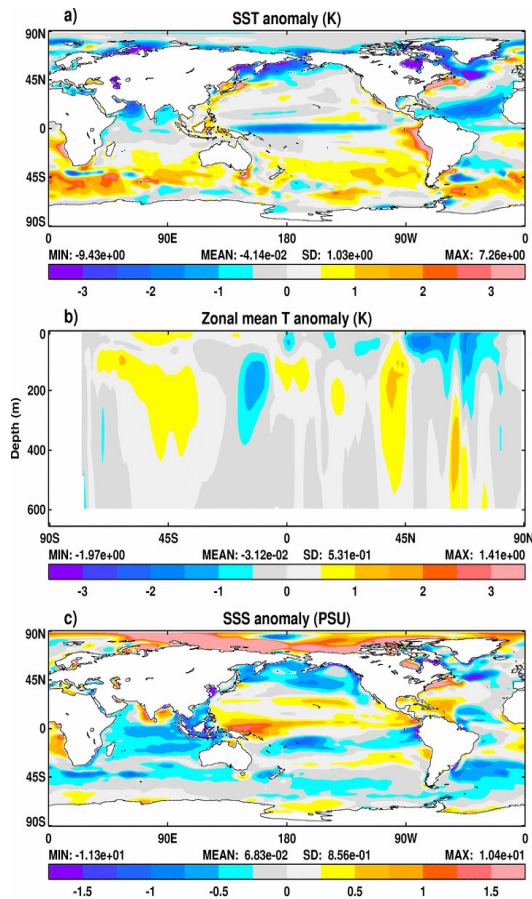 a) SST anomaly (K)
90N
45N
0
45S
90S
0 90E 180 90W 0
MIN: -9.43e+00 MEAN: -4.14e-02 SD: 1.03e+00 MAX: 7.26e+00
-3 -2 -1 0 1 2 3
b) Zonal mean T anomaly (K)
0
200
400
600
Depth (m)
90S 45S 0 45N 90N
MIN: -1.97e+00 MEAN: -3.12e-02 SD: 5.31e-01 MAX: 1.41e+00
-3 -2 -1 0 1 2 3
c) SSS anomaly (PSU)
90N
45N
0
45S
90S
0 90E 180 90W 0
MIN: -1.13e+01 MEAN: 6.83e-02 SD: 8.56e-01 MAX: 1.04e+01
-1.5 -1 -0.5 0 0.5 1 1.5